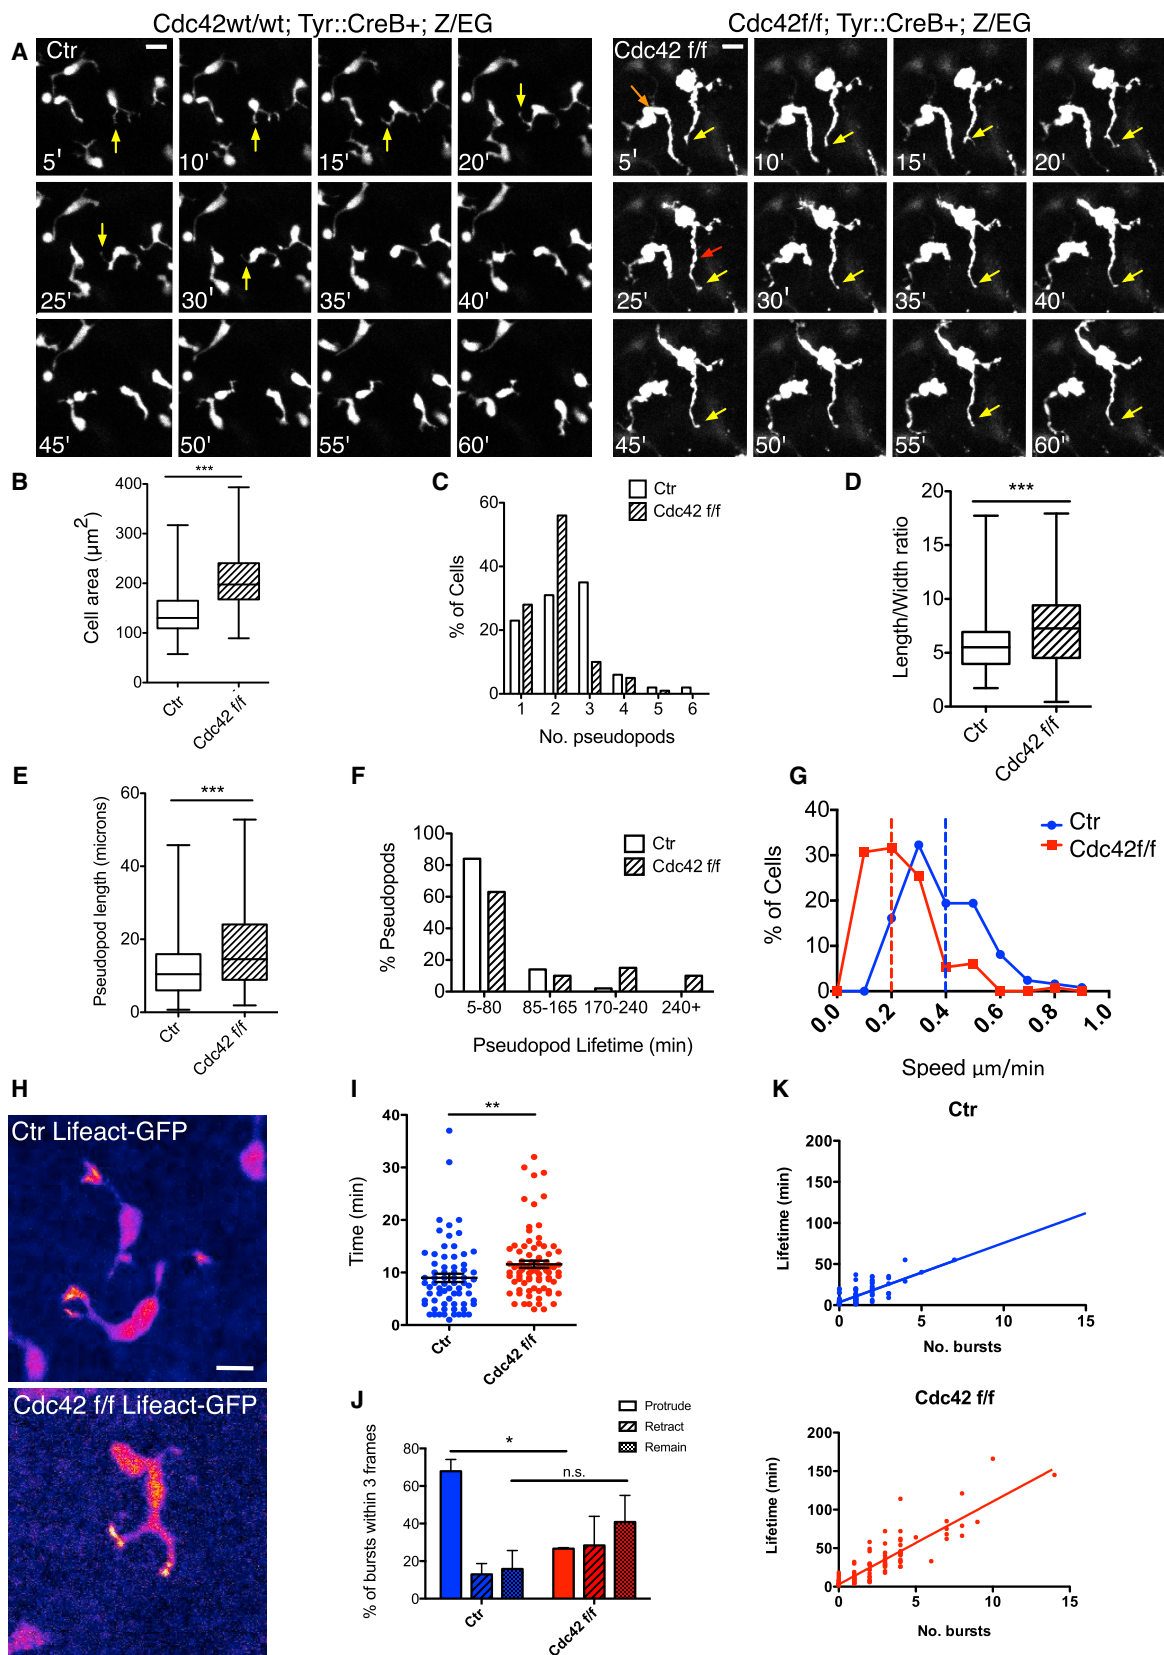 Cdc42wt/wt; Tyr::CreB+; Z/EG
Cdc42f/f; Tyr::CreB+; Z/EG
A
Ctr
5'
10'
15'
20'
25'
30'
35'
40'
45'
50'
55'
60'
Cdc42 f/f
5'
10'
15'
20'
25'
30'
35'
40'
45'
50'
55'
60'
B
***
Cell area (µm2)
400
300
200
100
0
Ctr
Cdc42 f/f
C
Ctr
Cdc42 f/f
% of Cells
60
40
20
0
1 2 3 4 5 6
No. pseudopods
D
***
Length/Width ratio
20
15
10
5
0
Ctr
Cdc42 f/f
E
***
Pseudopod length (microns)
60
40
20
0
Ctr
Cdc42 f/f
F
Ctr
Cdc42 f/f
% Pseudopods
100
80
60
40
20
0
5-80 85-165 170-240 240+
Pseudopod Lifetime (min)
G
Ctr
Cdc42f/f
% of Cells
40
30
20
10
0
0.0 0.2 0.4 0.6 0.8 1.0
Speed µm/min
H
Ctr Lifeact-GFP
Cdc42 f/f Lifeact-GFP
I
**
Time (min)
40
30
20
10
0
Ctr
Cdc42 f/f
J
Protrude
Retract
Remain
*
n.s.
% of bursts within 3 frames
80
60
40
20
0
Ctr
Cdc42 f/f
K
Ctr
Lifetime (min)
200
150
100
50
0
0 5 10 15
No. bursts
Cdc42 f/f
Lifetime (min)
200
150
100
50
0
0 5 10 15
No. bursts